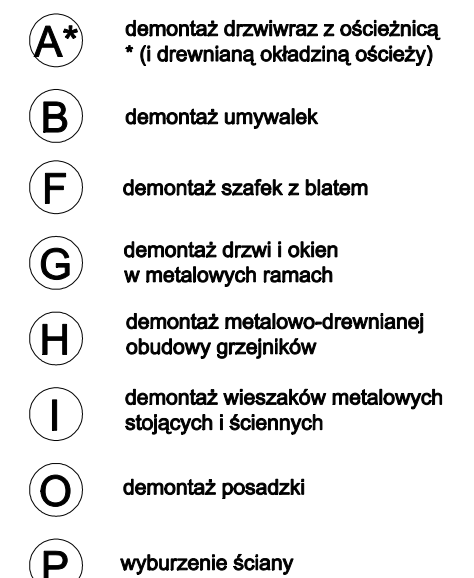 A* demontaż drzwiwraz z ościeżnicą
* (i drewnianą okładziną ościeży)
B demontaż umywalek
F demontaż szafek z blatem
G demontaż drzwi i okien
w metalowych ramach
H demontaż metalowo-drewnianej
obudowy grzejników
I demontaż wieszaków metalowych
stojących i ściennych
O demontaż posadzki
P wyburzenie ściany